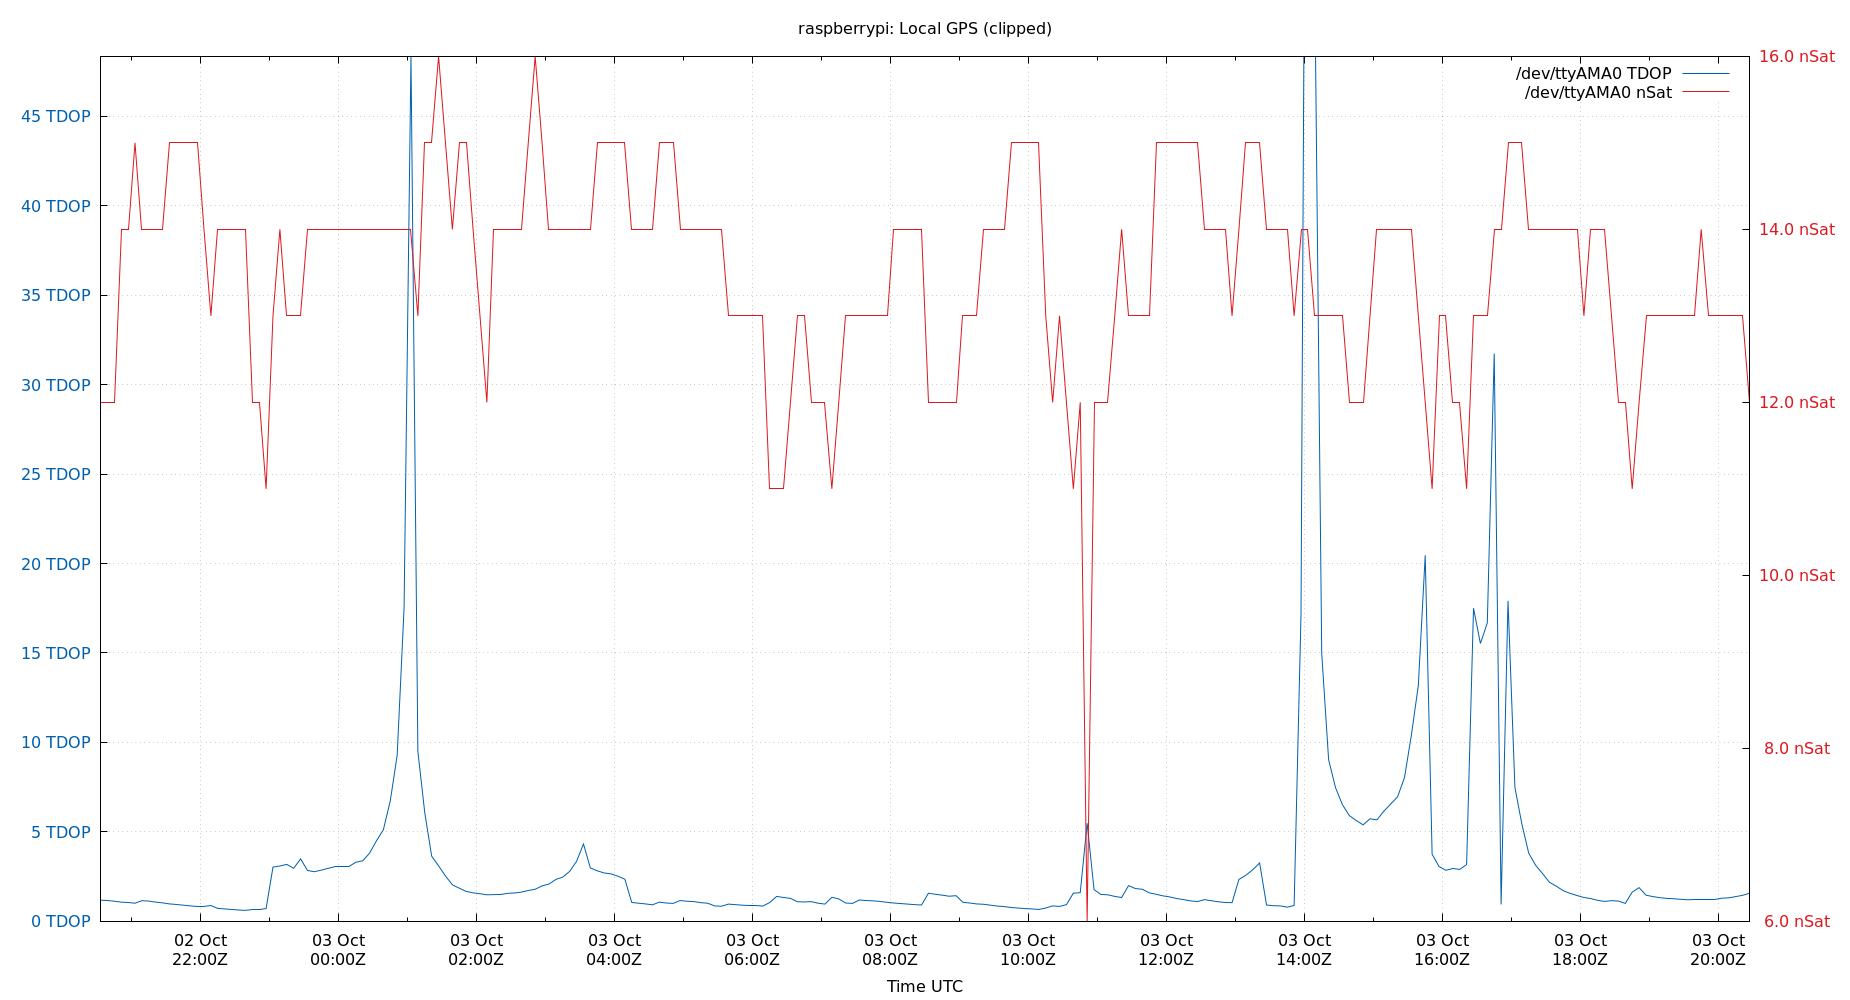 raspberrypi: Local GPS (clipped)
/dev/ttyAMA0 TDOP
/dev/ttyAMA0 nSat
45 TDOP
40 TDOP
35 TDOP
30 TDOP
25 TDOP
20 TDOP
15 TDOP
10 TDOP
5 TDOP
0 TDOP
16.0 nSat
14.0 nSat
12.0 nSat
10.0 nSat
8.0 nSat
6.0 nSat
02 Oct
22:00Z
03 Oct
00:00Z
03 Oct
02:00Z
03 Oct
04:00Z
03 Oct
06:00Z
03 Oct
08:00Z
03 Oct
10:00Z
03 Oct
12:00Z
03 Oct
14:00Z
03 Oct
16:00Z
03 Oct
18:00Z
03 Oct
20:00Z
Time UTC